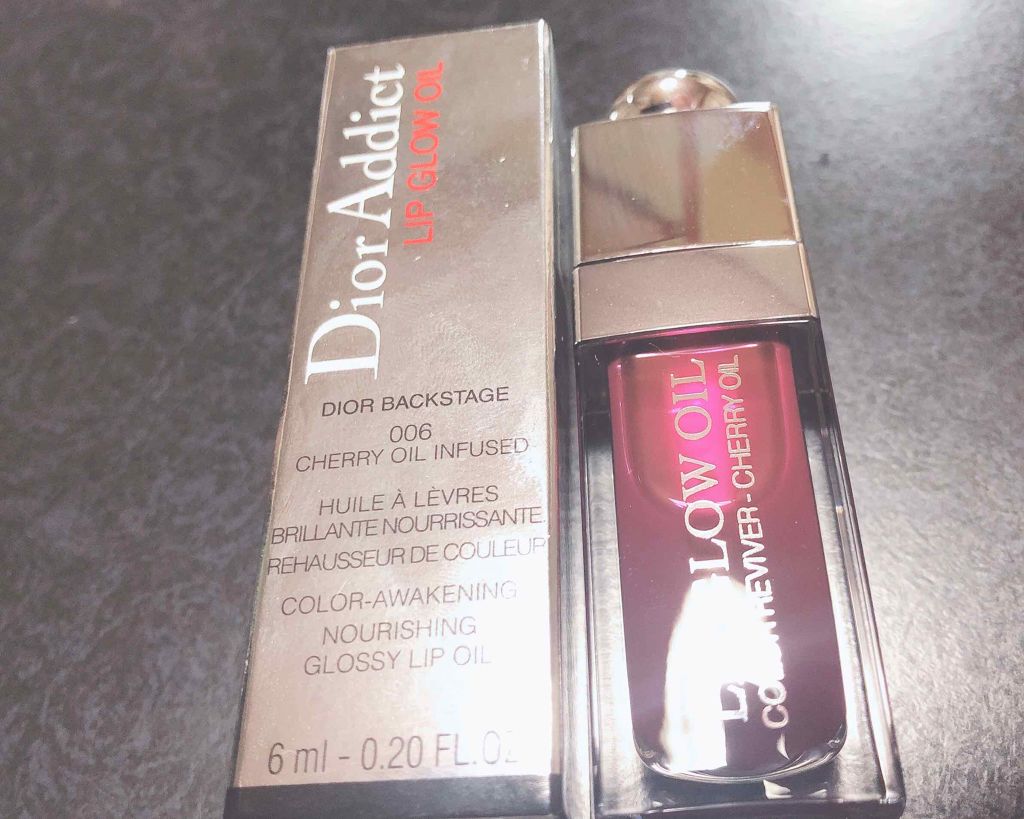 Dior Addict
LIP GLOW OIL
DIOR BACKSTAGE
006
CHERRY OIL INFUSED
HUILE À LÈVRES
BRILLANTE NOURRISSANTE.
REHAUSSEUR DE COULEUR
COLOR-AWAKENING
NOURISHING
GLOSSY LIP OIL
6 ml - 0.20 FL.OZ
GLOW OIL
REVIVER - CHERRY OIL